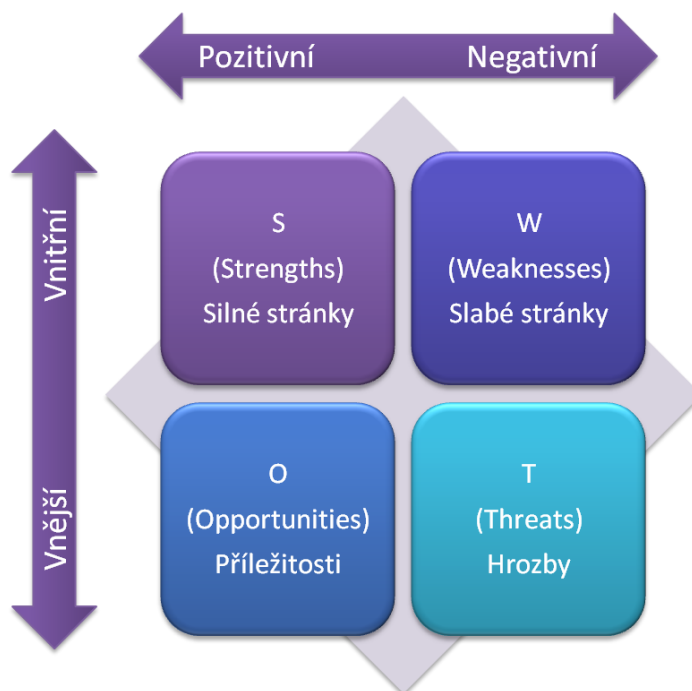 Pozitivní
Negativní
Vnitřní
Vnější
S
(Strengths)
Silné stránky
W
(Weaknesses)
Slabé stránky
O
(Opportunities)
Příležitosti
T
(Threats)
Hrozby